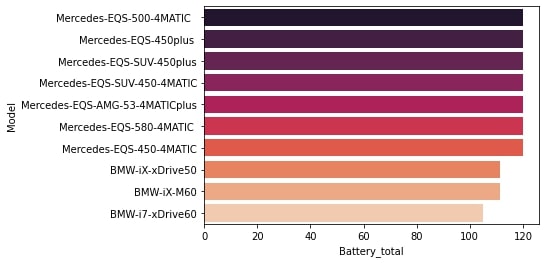 Mercedes-EQS-500-4MATIC
Mercedes-EQS-450plus
Mercedes-EQS-SUV-450plus
Mercedes-EQS-SUV-450-4MATIC
Mercedes-EQS-AMG-53-4MATICplus
Mercedes-EQS-580-4MATIC
Mercedes-EQS-450-4MATIC
BMW-iX-xDrive50
BMW-iX-M60
BMW-i7-xDrive60
Model
0 20 40 60 80 100 120
Battery_total